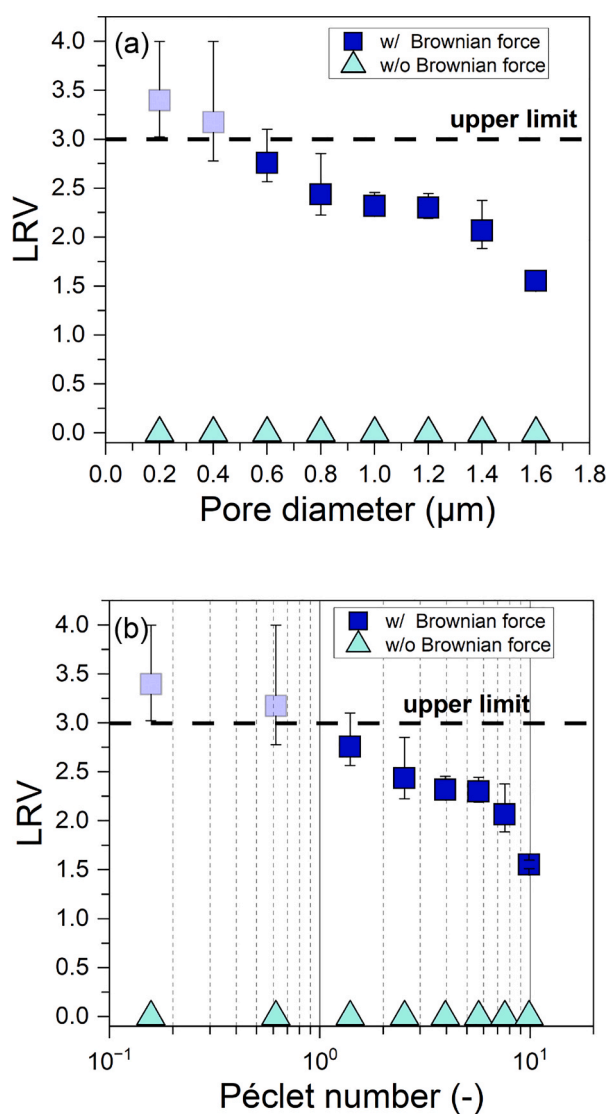 (a)
w/ Brownian force
w/o Brownian force
upper limit
LRV
4.0
3.5
3.0
2.5
2.0
1.5
1.0
0.5
0.0
0.0 0.2 0.4 0.6 0.8 1.0 1.2 1.4 1.6 1.8
Pore diameter (µm)
(b)
w/ Brownian force
w/o Brownian force
upper limit
LRV
4.0
3.5
3.0
2.5
2.0
1.5
1.0
0.5
0.0
10⁻¹ 10⁰ 10¹
Péclet number (-)